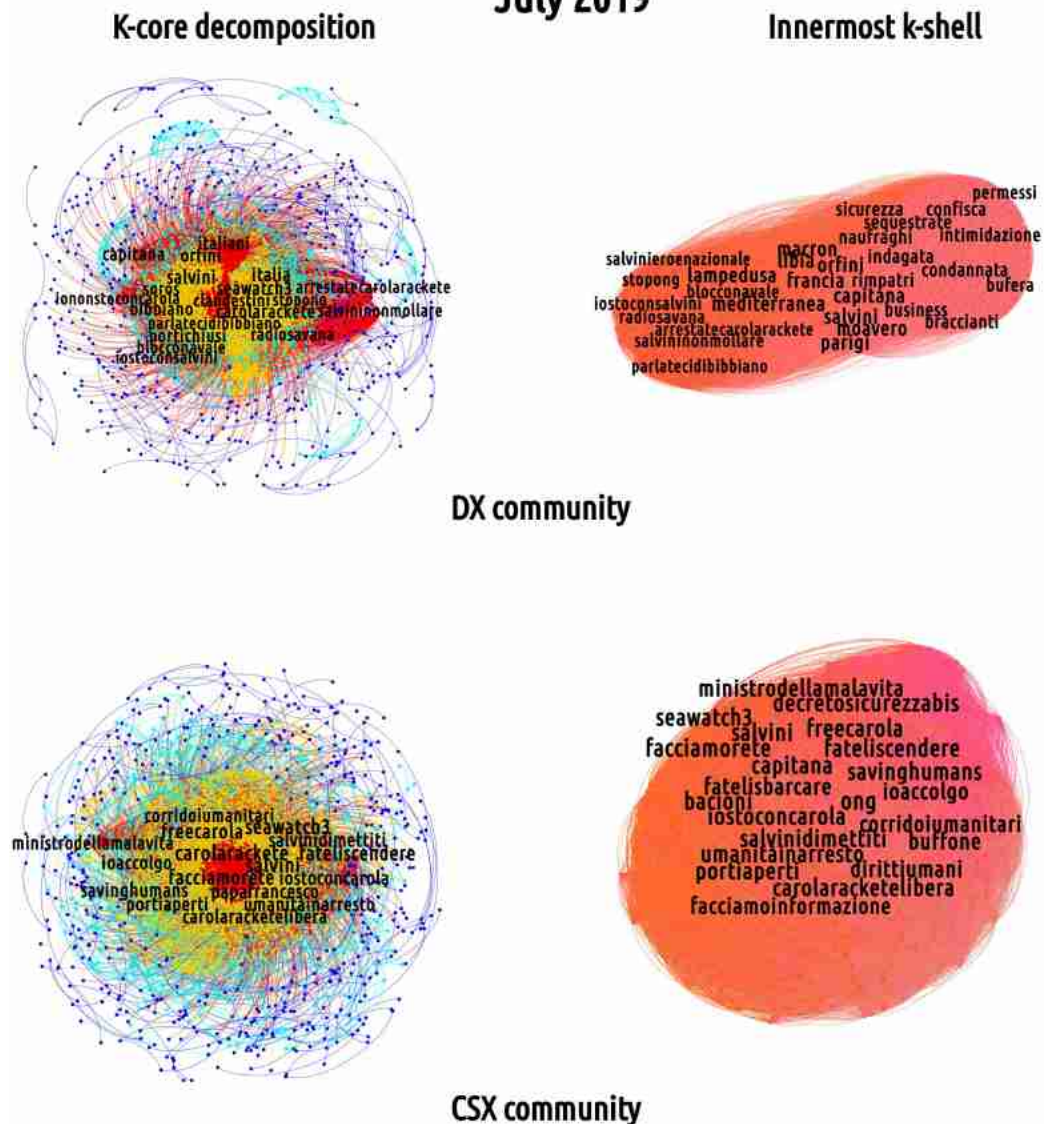 July 2019
K-core decomposition
Innermost k-shell
italiani
capitana
orfini
salvini
italia
soros
seawatch3
arrestatecarolarackete
iononstoconcarola
clandestini
stopong
bibbiano
carolarackete
salvininonmollare
parlatecidibibbiano
portichiusi
radiosavana
blocconavale
iostoconsalvini
permessi
sicurezza
confisca
sequestrate
naufraghi
intimidazione
macron
salvinieroenazionale
libia
orfini
indagata
stopong
lampedusa
francia
rimpatri
condannata
blocconavale
capitana
bufera
iostoconsalvini
mediterranea
business
radiosavana
salvini
braccianti
arrestatecarolarackete
moavero
salvininonmollare
parigi
parlatecidibibbiano
DX community
corridoiumanitari
freecarola
seawatch3
ministrodellamalavita
salvinidimettiti
carolarackete
fateliscendere
ioaccolgo
salvini
facciamorete
iostoconcarola
savinghumans
papafrancesco
portiaperti
umanitainarresto
carolaracketelibera
ministrodellamalavita
decretosicurezzabis
seawatch3
salvini
freecarola
facciamorete
fateliscendere
capitana
savinghumans
fatelisbarcare
ioaccolgo
bacioni
ong
iostoconcarola
corridoiumanitari
salvinidimettiti
buffone
umanitainarresto
portiaperti
dirittiumani
carolaracketelibera
facciamoinformazione
CSX community